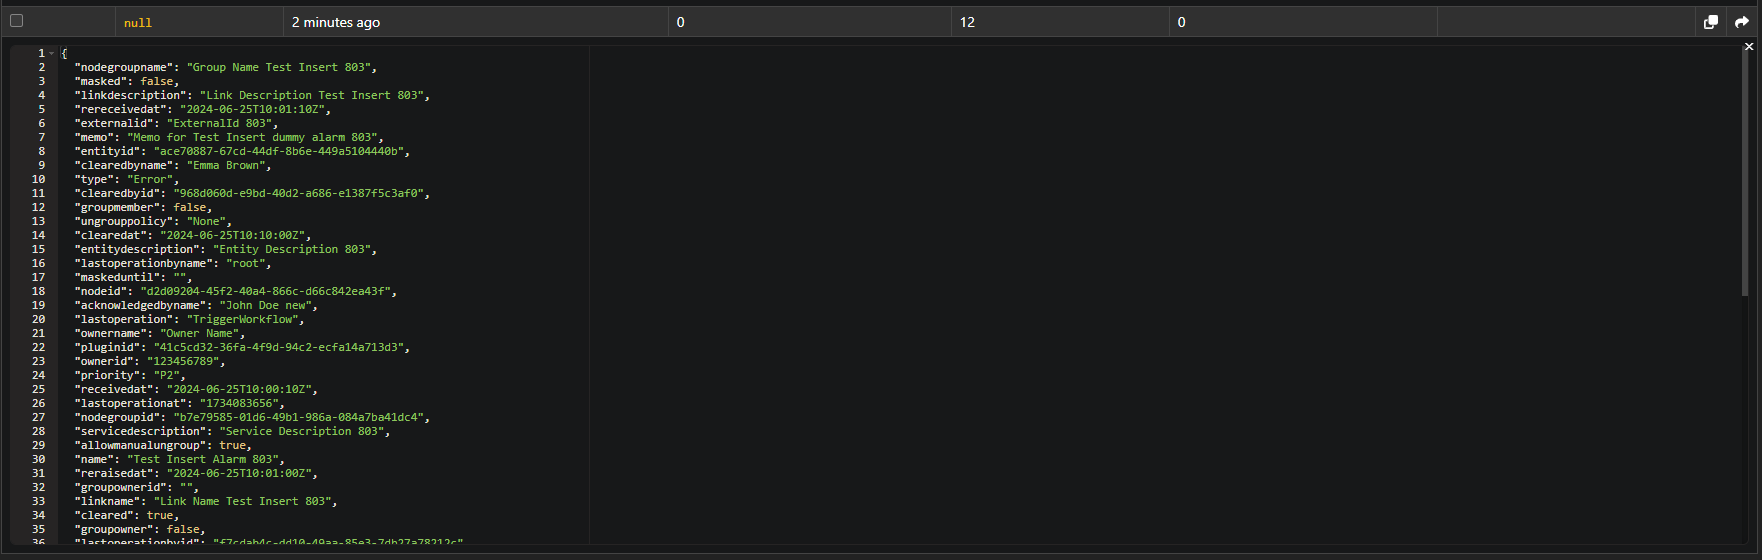 null 2 minutes ago 0 12 0
1 {
2 "nodegroupname": "Group Name Test Insert 803",
3 "masked": false,
4 "linkdescription": "Link Description Test Insert 803",
5 "rereceivedat": "2024-06-25T10:01:10Z",
6 "externalid": "ExternalId 803",
7 "memo": "Memo for Test Insert dummy alarm 803",
8 "entityid": "ace70887-67cd-44df-8b6e-449a5104440b",
9 "clearedbyname": "Emma Brown",
10 "type": "Error",
11 "clearedbyid": "968d060d-e9bd-40d2-a686-e1387f5c3af0",
12 "groupmember": false,
13 "ungrouppolicy": "None",
14 "clearedat": "2024-06-25T10:10:00Z",
15 "entitydescription": "Entity Description 803",
16 "lastoperationbyname": "root",
17 "maskeduntil": "",
18 "nodeid": "d2d09204-45f2-40a4-866c-d66c842ea43f",
19 "acknowledgedbyname": "John Doe new",
20 "lastoperation": "TriggerWorkflow",
21 "ownername": "Owner Name",
22 "pluginid": "41c5cd32-36fa-4f9d-94c2-ecfa14a713d3",
23 "ownerid": "123456789",
24 "priority": "P2",
25 "receivedat": "2024-06-25T10:00:10Z",
26 "lastoperationat": "1734083656",
27 "nodegroupid": "b7e79585-01d6-49b1-986a-084a7ba41dc4",
28 "servicedescription": "Service Description 803",
29 "allowmanualungroup": true,
30 "name": "Test Insert Alarm 803",
31 "reraisedat": "2024-06-25T10:01:00Z",
32 "groupownerid": "",
33 "linkname": "Link Name Test Insert 803",
34 "cleared": true,
35 "groupowner": false,
36 "lastoperationbyid": "f7cdab4c-dd10-49aa-85e3-7db27a78212c"